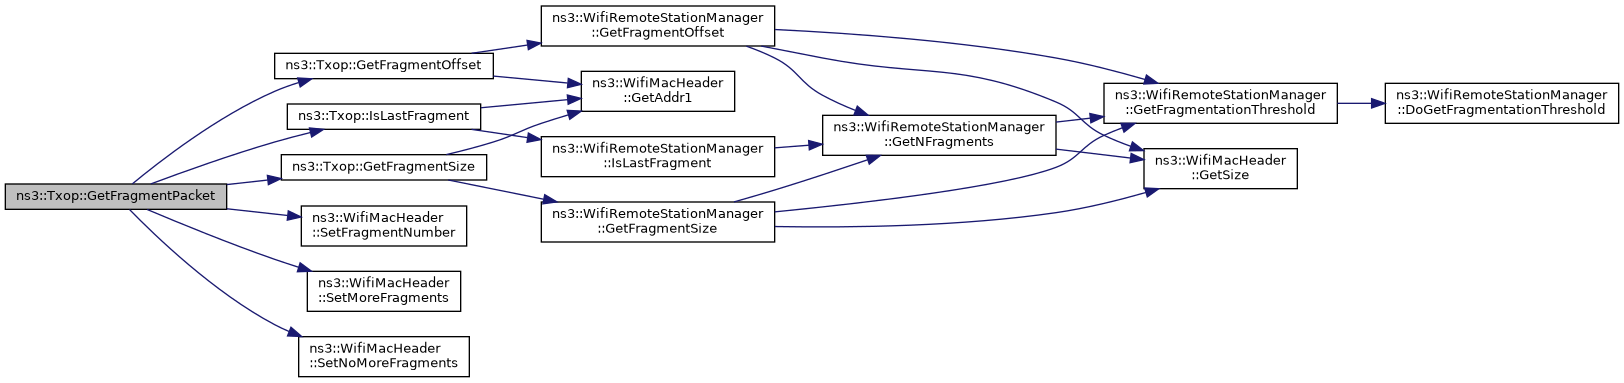 ns3::Txop::GetFragmentPacket
ns3::Txop::GetFragmentOffset
ns3::Txop::IsLastFragment
ns3::Txop::GetFragmentSize
ns3::WifiMacHeader
::SetFragmentNumber
ns3::WifiMacHeader
::SetMoreFragments
ns3::WifiMacHeader
::SetNoMoreFragments
ns3::WifiRemoteStationManager
::GetFragmentOffset
ns3::WifiMacHeader
::GetAddr1
ns3::WifiRemoteStationManager
::IsLastFragment
ns3::WifiRemoteStationManager
::GetFragmentSize
ns3::WifiRemoteStationManager
::GetNFragments
ns3::WifiRemoteStationManager
::GetFragmentationThreshold
ns3::WifiMacHeader
::GetSize
ns3::WifiRemoteStationManager
::DoGetFragmentationThreshold